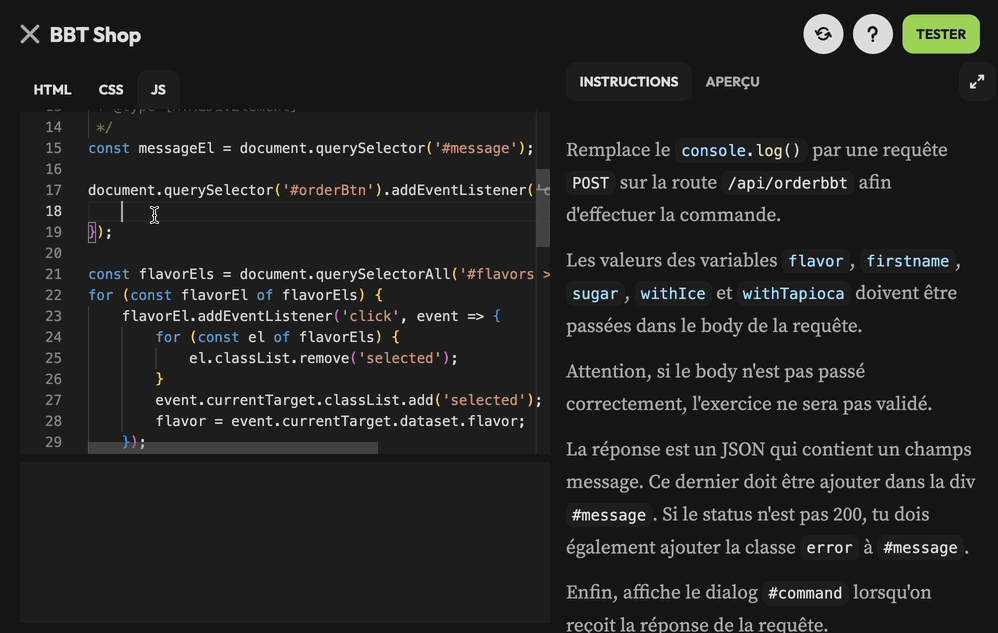 BBT Shop
?
TESTER
HTML
CSS
JS
INSTRUCTIONS
APERÇU
14 */
15 const messageEl = document.querySelector('#message');
16
17 document.querySelector('#orderBtn').addEventListener(
18
19 });
20
21 const flavorEls = document.querySelectorAll('#flavors >
22 for (const flavorEl of flavorEls) {
23 flavorEl.addEventListener('click', event => {
24 for (const el of flavorEls) {
25 el.classList.remove('selected');
26 }
27 event.currentTarget.classList.add('selected');
28 flavor = event.currentTarget.dataset.flavor;
29 });
Remplace le console.log() par une requête
POST sur la route /api/orderbbt afin
d'effectuer la commande.
Les valeurs des variables flavor, firstname,
sugar, withIce et withTapioca doivent être
passées dans le body de la requête.
Attention, si le body n'est pas passé
correctement, l'exercice ne sera pas validé.
La réponse est un JSON qui contient un champs
message. Ce dernier doit être ajouter dans la div
#message. Si le status n'est pas 200, tu dois
également ajouter la classe error à #message.
Enfin, affiche le dialog #command lorsqu'on
reçoit la réponse de la requête.